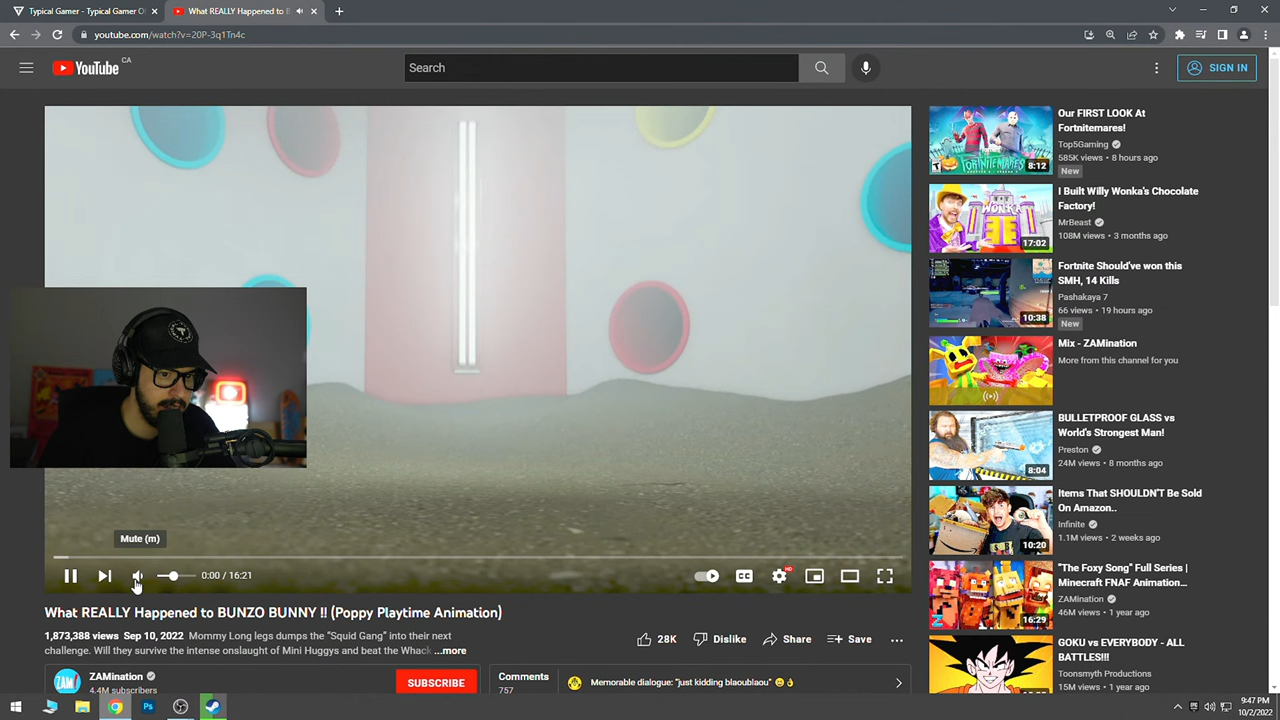 Typical Gamer - Typical Gamer O
What REALLY Happened to B
youtube.com/watch?v=20P-3q1Tn4c
YouTube CA
Search
SIGN IN
Mute (m)
0:00 / 16:21
What REALLY Happened to BUNZO BUNNY !! (Poppy Playtime Animation)
1,873,388 views Sep 10, 2022 Mommy Long legs dumps the "Squid Gang" into their next
challenge. Will they survive the intense onslaught of Mini Huggys and beat the Whack ...more
28K
Dislike
Share
Save
ZAMination
4.4M subscribers
SUBSCRIBE
Comments
757
Memorable dialogue: "just kidding blaoublaou"
Our FIRST LOOK At
Fortnitemares!
Top5Gaming
585K views • 8 hours ago
New
FORTNITEMARES
8:12
I Built Willy Wonka's Chocolate
Factory!
MrBeast
108M views • 3 months ago
WONKA
17:02
Fortnite Should've won this
SMH, 14 Kills
Pashakaya 7
66 views • 19 hours ago
New
10:38
Mix - ZAMination
More from this channel for you
BULLETPROOF GLASS vs
World's Strongest Man!
Preston
24M views • 8 months ago
8:04
Items That SHOULDN'T Be Sold
On Amazon..
Infinite
1.1M views • 2 weeks ago
10:20
"The Foxy Song" Full Series |
Minecraft FNAF Animation...
ZAMination
46M views • 1 year ago
16:29
GOKU vs EVERYBODY - ALL
BATTLES!!!
Toonsmyth Productions
15M views • 1 year ago
9:47 PM
10/2/2022